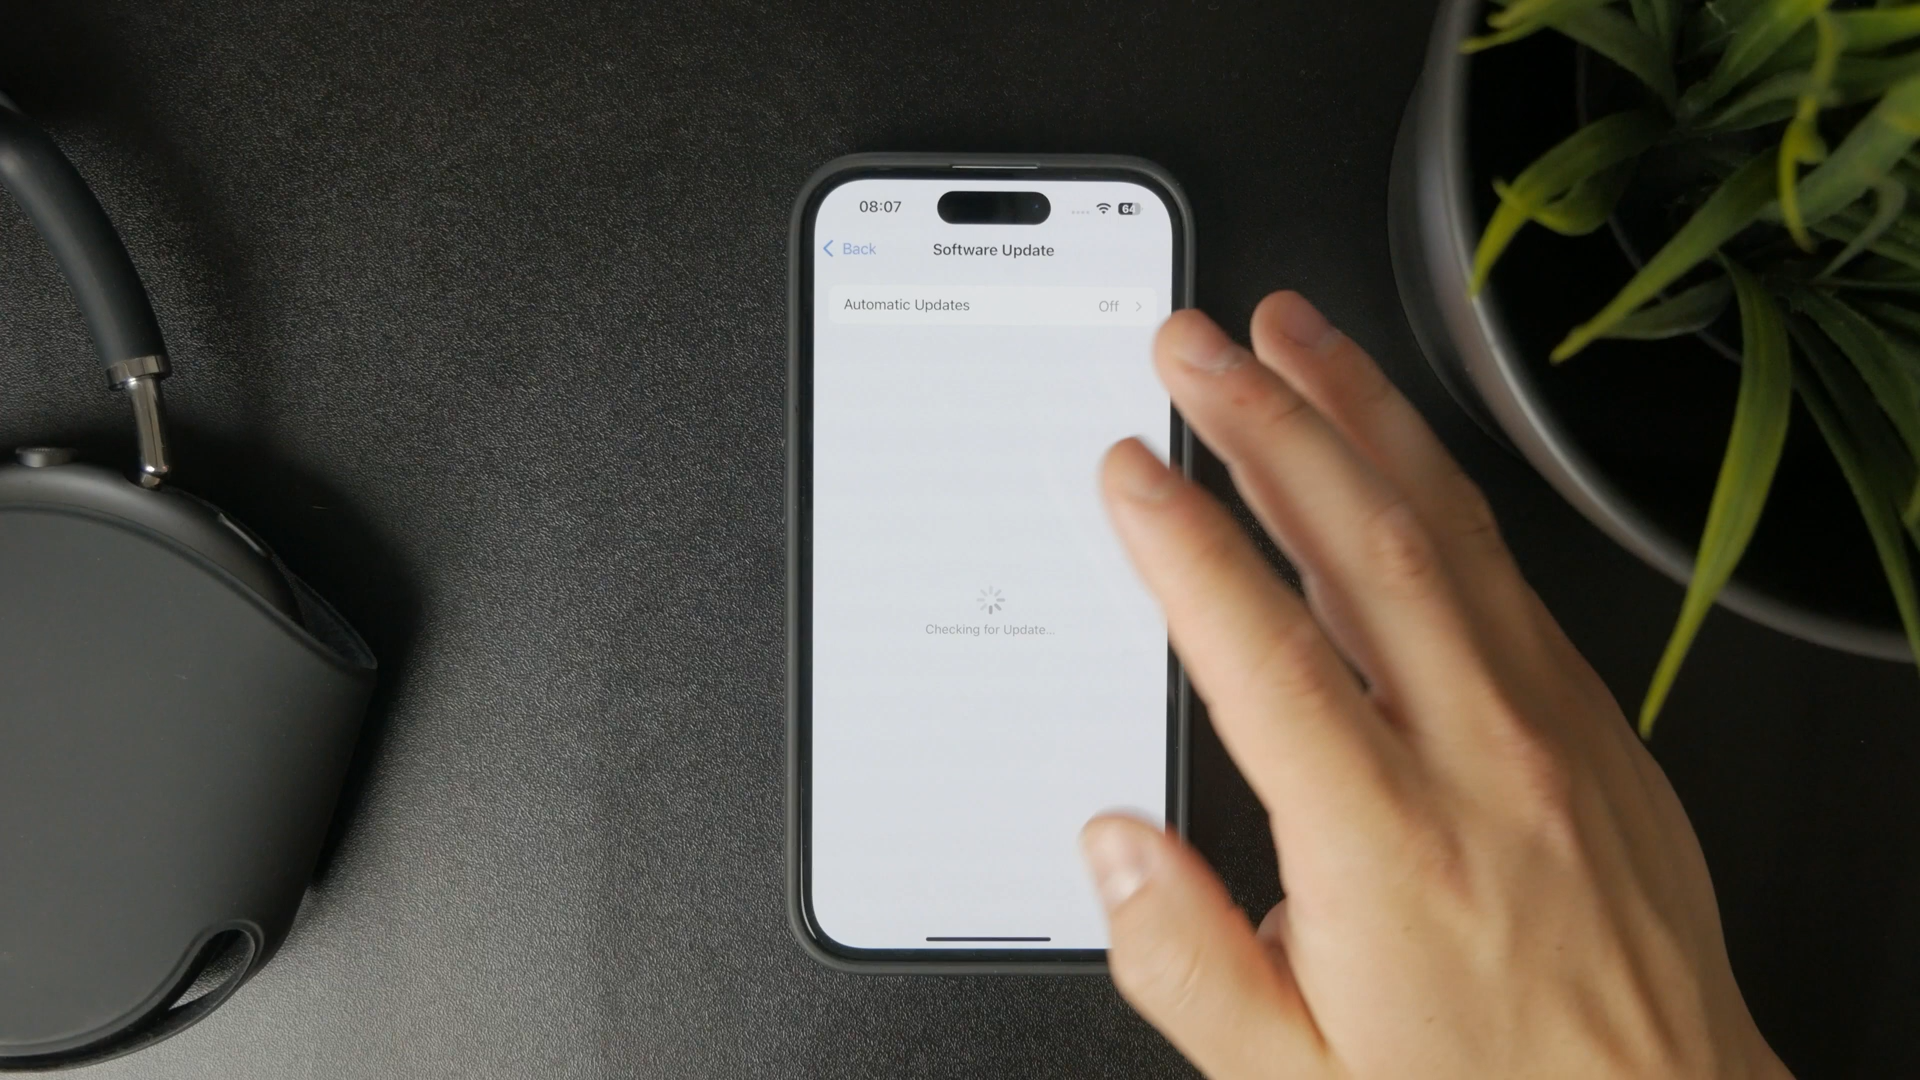 08:07
64
Back
Software Update
Automatic Updates Off
Checking for Update...